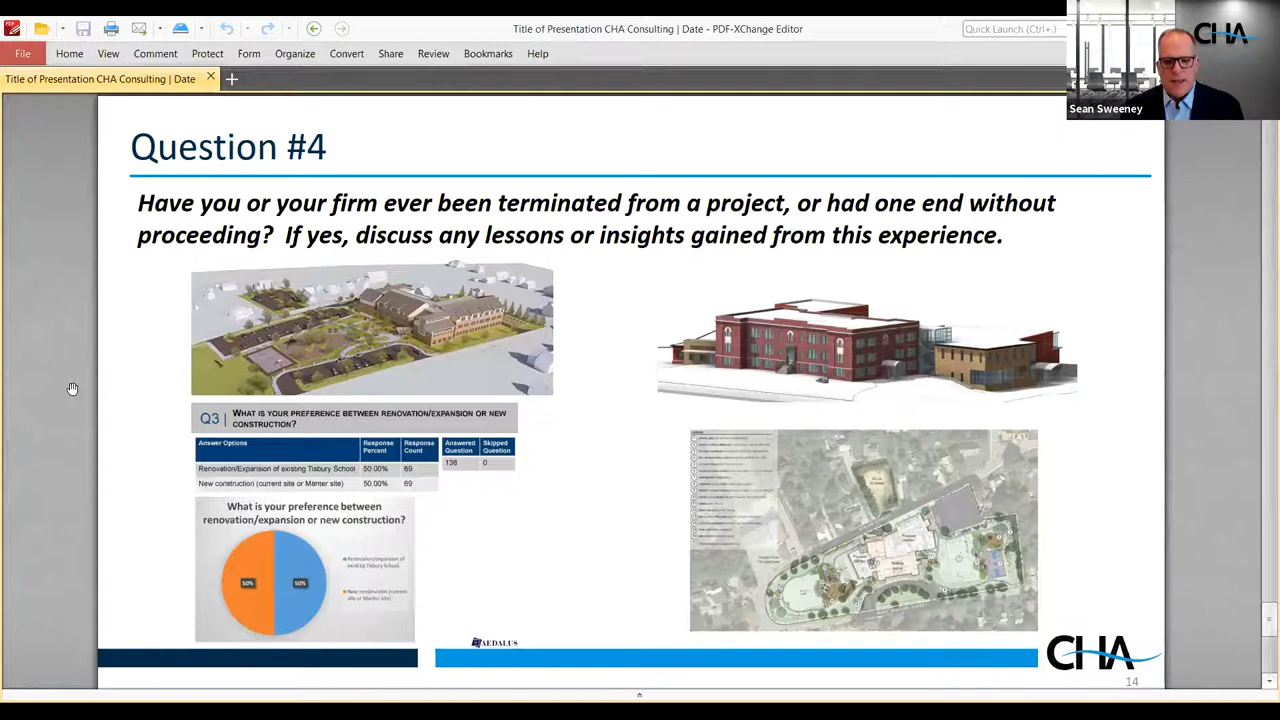 Title of Presentation CHA Consulting | Date - PDF-XChange Editor
Quick Launch (Ctrl+.)
File Home View Comment Protect Form Organize Convert Share Review Bookmarks Help
Title of Presentation CHA Consulting | Date
CHA
Sean Sweeney
Question #4
Have you or your firm ever been terminated from a project, or had one end without
proceeding? If yes, discuss any lessons or insights gained from this experience.
Q3 | WHAT IS YOUR PREFERENCE BETWEEN RENOVATION/EXPANSION OR NEW
CONSTRUCTION?
Answer Options Response Percent Response Count Answered Question Skipped Question
138 0
Renovation/Expansion of existing Tisbury School 50.00% 69
New construction (current site or Manter site) 50.00% 69
What is your preference between
renovation/expansion or new construction?
Renovation/expansion of
existing Tisbury School
50% 50%
New construction (current
site or Manter site)
AEDALUS
CHA
14